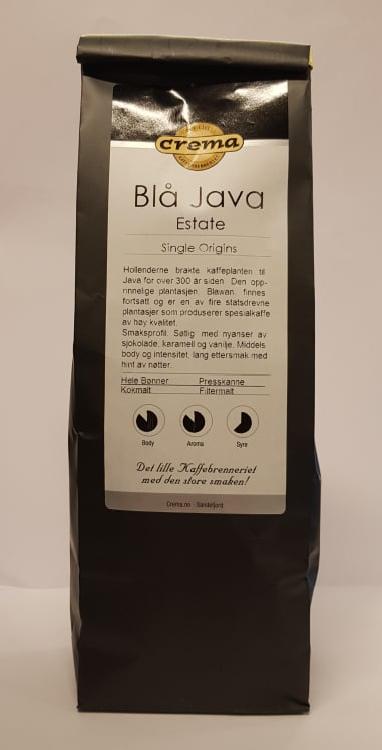 crema
Blå Java
Estate
Single Origins
Hollenderne brakte kaffeplanten til
Java for over 300 år siden. Den opp-
rinnelige plantasjen, Blawan, finnes
fortsatt og er en av fire statsdrevne
plantasjer som produserer spesialkaffe
av høy kvalitet.
Smaksprofil: Søtlig med nyanser av
sjokolade, karamell og vanilje. Middels
body og intensitet, lang ettersmak med
hint av nøtter.
Hele Bønner Presskanne
Kokmalt Filtermalt
Body Aroma Syre
Det lille Kaffebrenneriet
med den store smaken!
Crema.no - Sandefjord